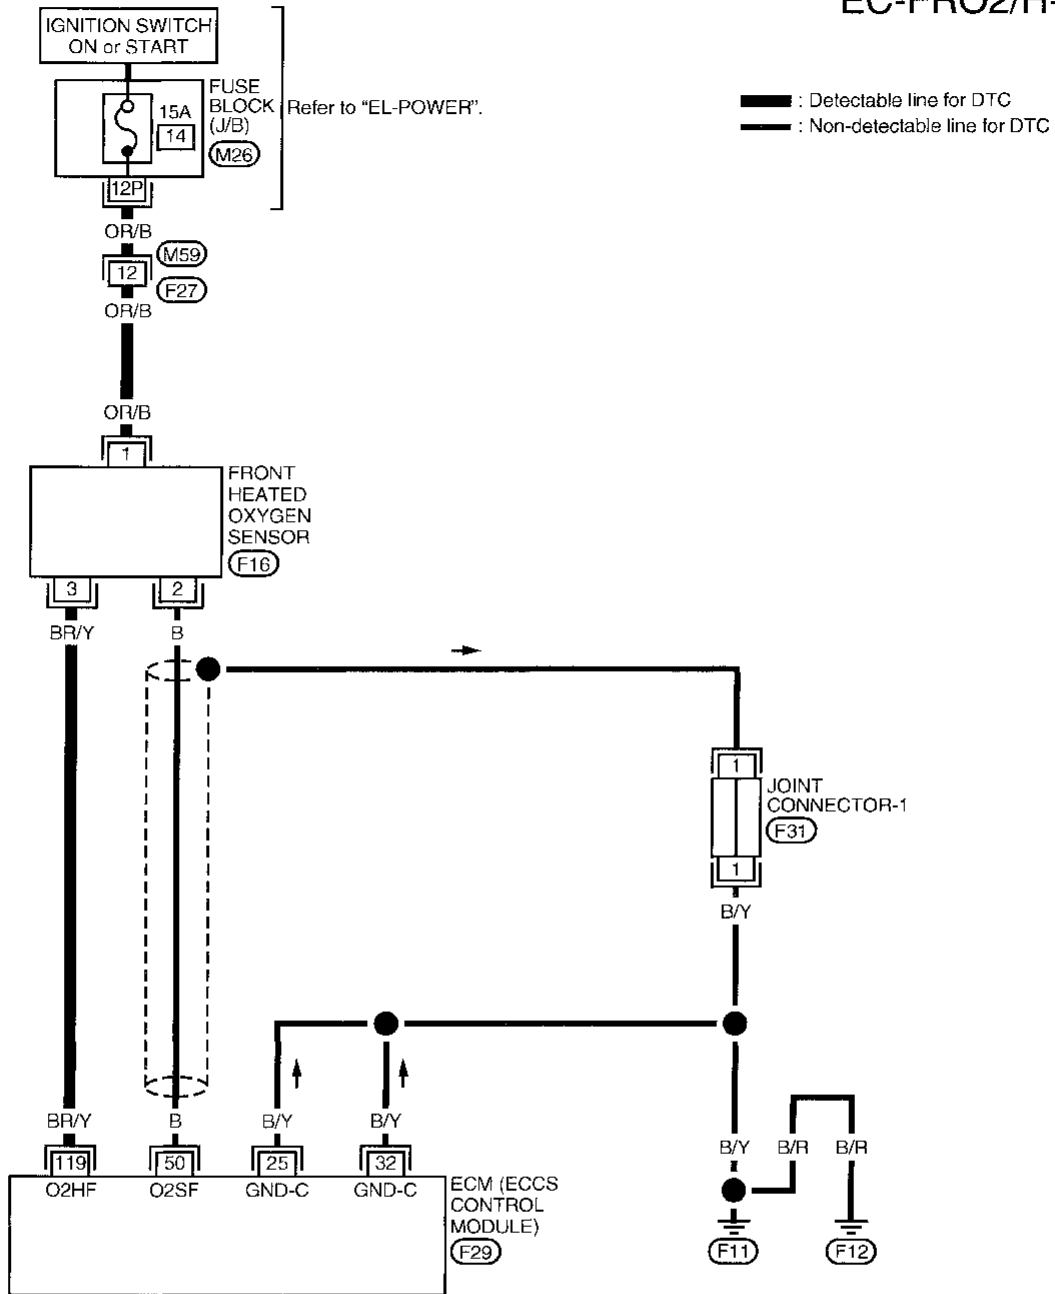 EC-FRO2/H-
IGNITION SWITCH
ON or START
FUSE
BLOCK
(J/B)
M26
15A
14
Refer to “EL-POWER”.
: Detectable line for DTC
: Non-detectable line for DTC
12P
OR/B
M59
12
F27
OR/B
OR/B
1
FRONT
HEATED
OXYGEN
SENSOR
F16
3
2
BR/Y
B
1
JOINT
CONNECTOR-1
F31
1
B/Y
BR/Y
B
B/Y
B/Y
B/Y
B/R
B/R
119
50
25
32
O2HF
O2SF
GND-C
GND-C
ECM (ECCS
CONTROL
MODULE)
F29
F11
F12